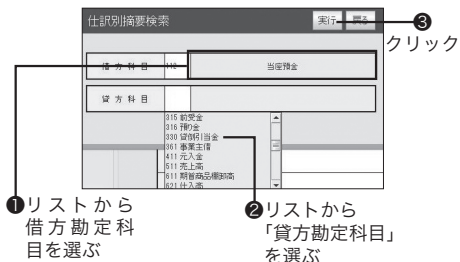 仕訳別摘要検索
実行
戻る
❸
クリック
借方科目
112
当座預金
貸方科目
315 前受金
316 預り金
330 貸倒引当金
361 事業主借
411 元入金
511 売上高
611 期首商品棚卸高
621 仕入高
❶リストから
借方勘定科
目を選ぶ
❷リストから
「貸方勘定科目」
を選ぶ